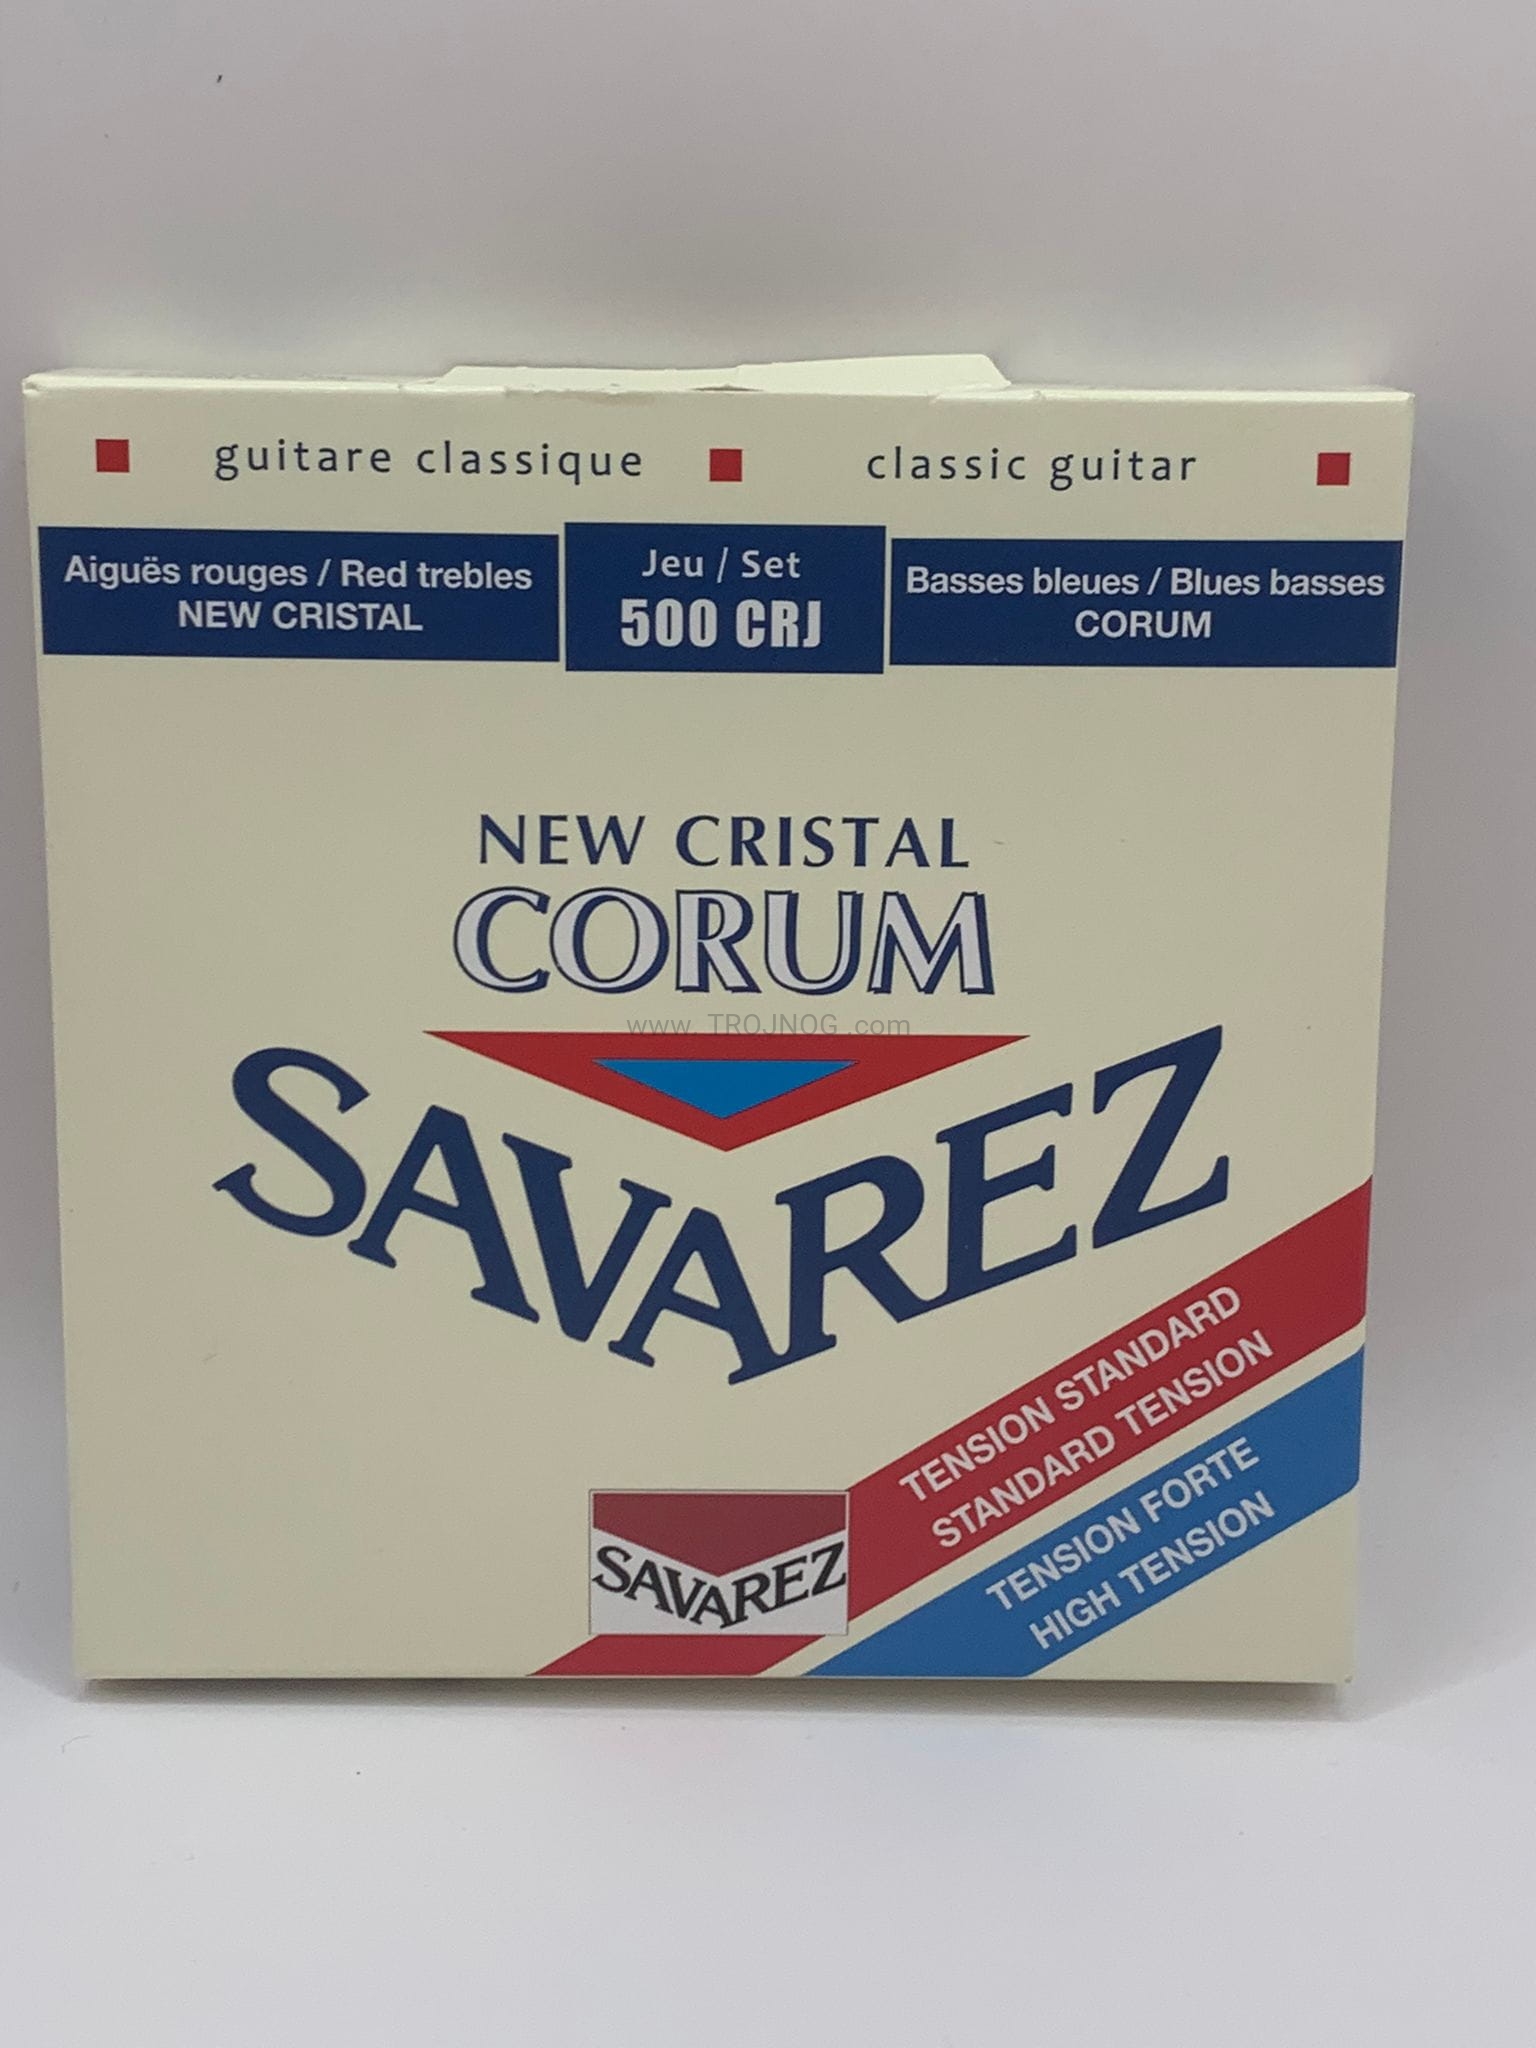 guitare classique
classic guitar
Aiguës rouges / Red trebles
NEW CRISTAL
Jeu / Set
500 CRJ
Basses bleues / Blues basses
CORUM
NEW CRISTAL
CORUM
www. TROJNOG .com
SAVAREZ
TENSION STANDARD
STANDARD TENSION
TENSION FORTE
HIGH TENSION
SAVAREZ